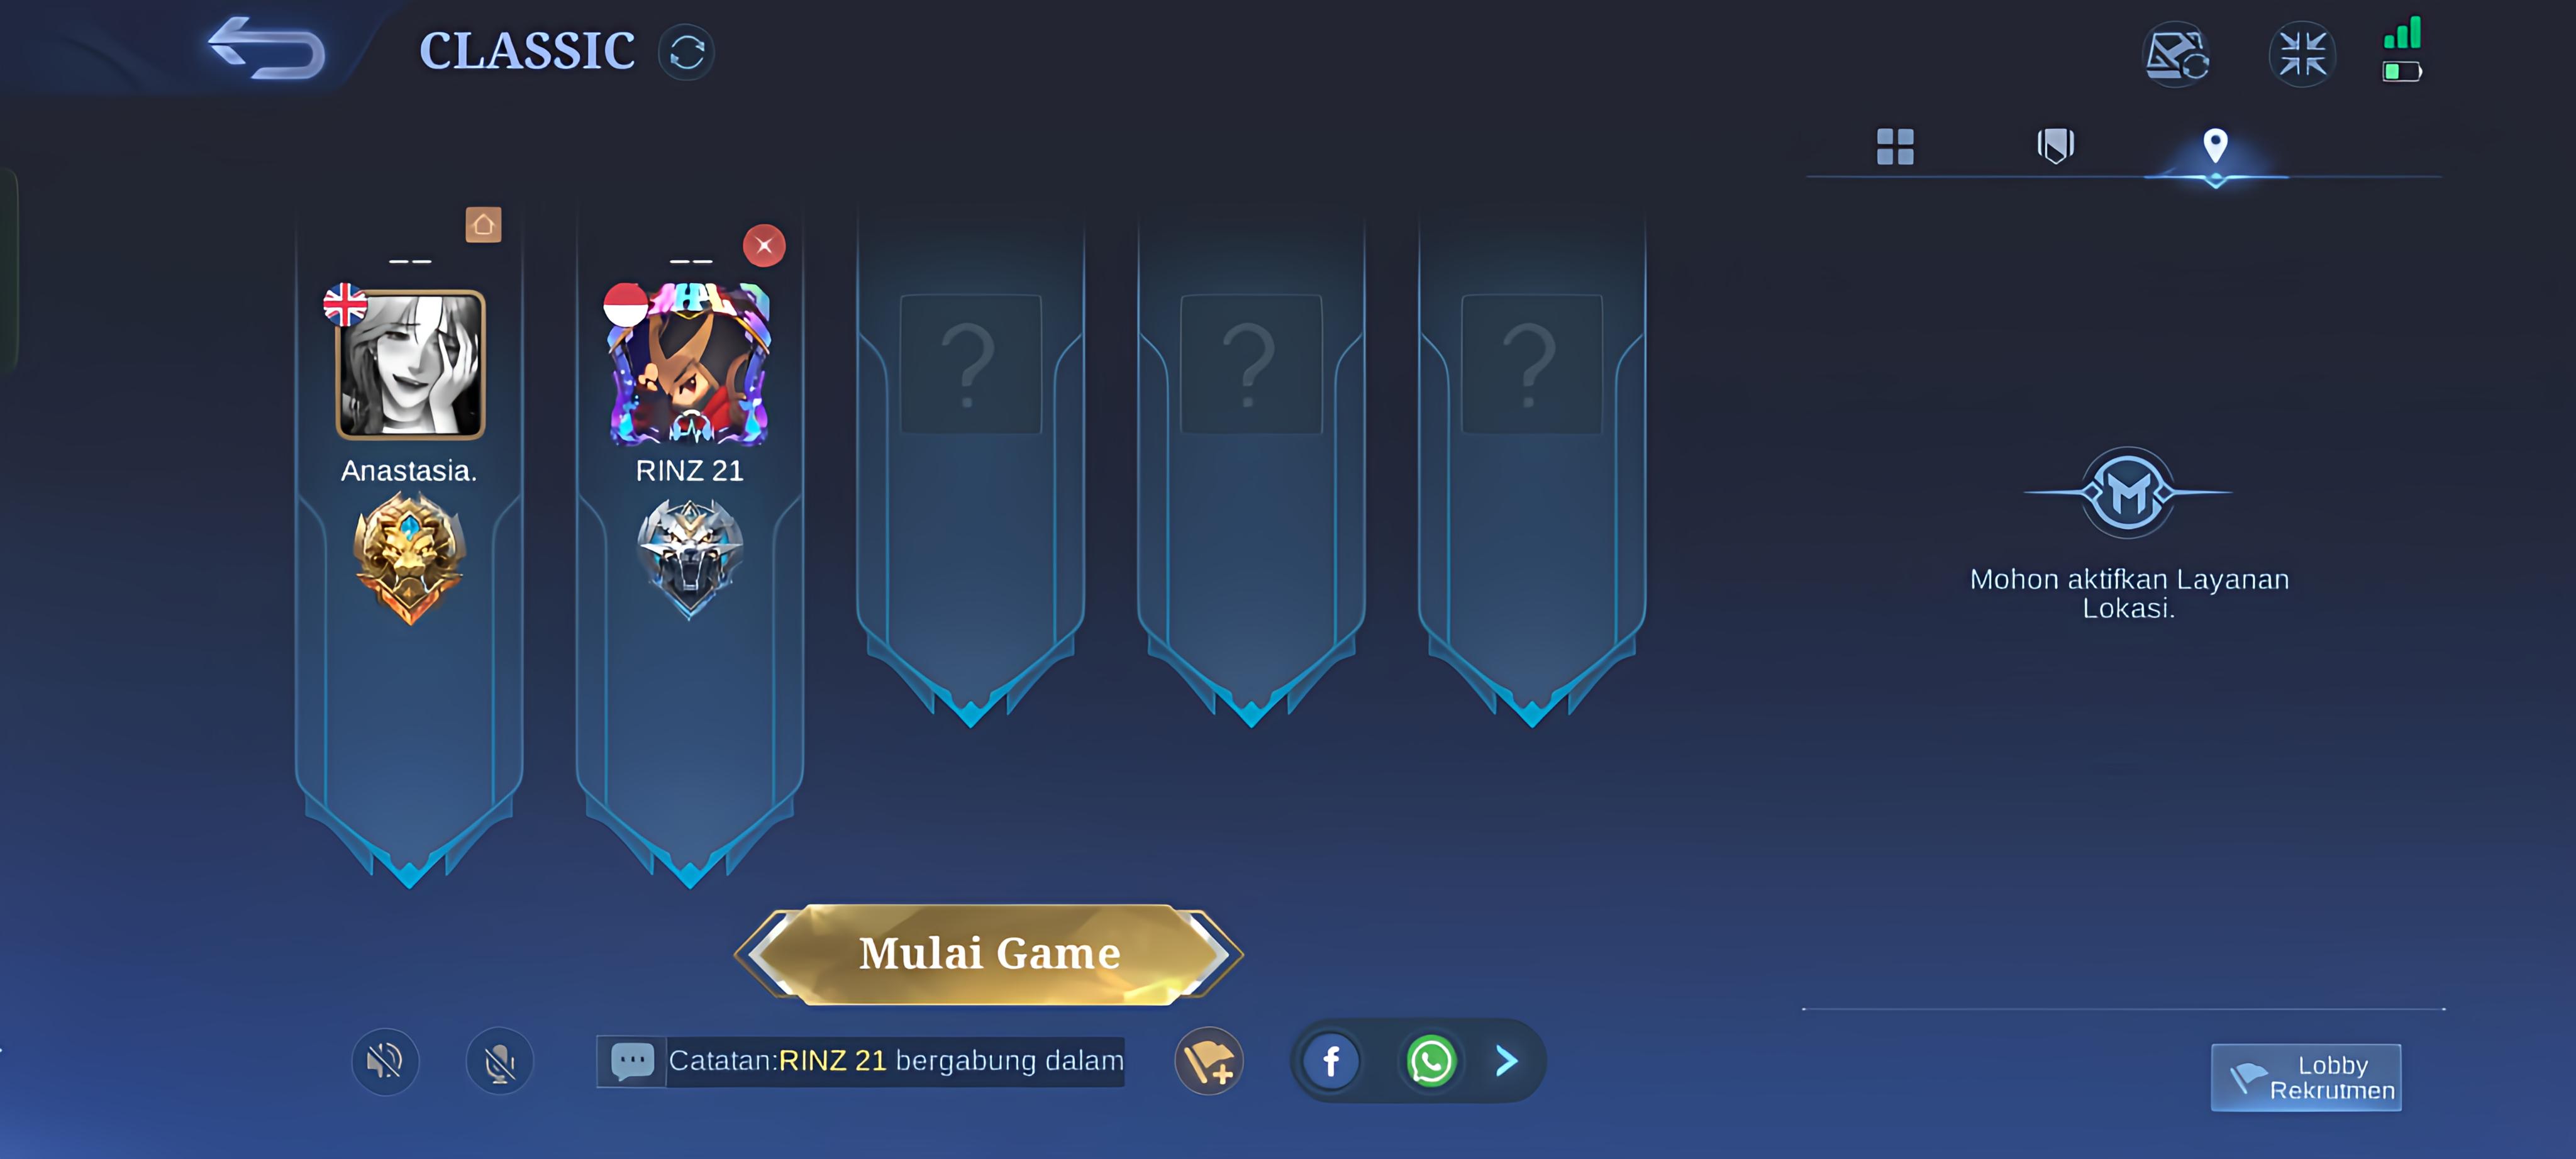 CLASSIC
Anastasia.
RINZ 21
Mohon aktifkan Layanan
Lokasi.
Mulai Game
Catatan:RINZ 21 bergabung dalam
Lobby
Rekrutmen